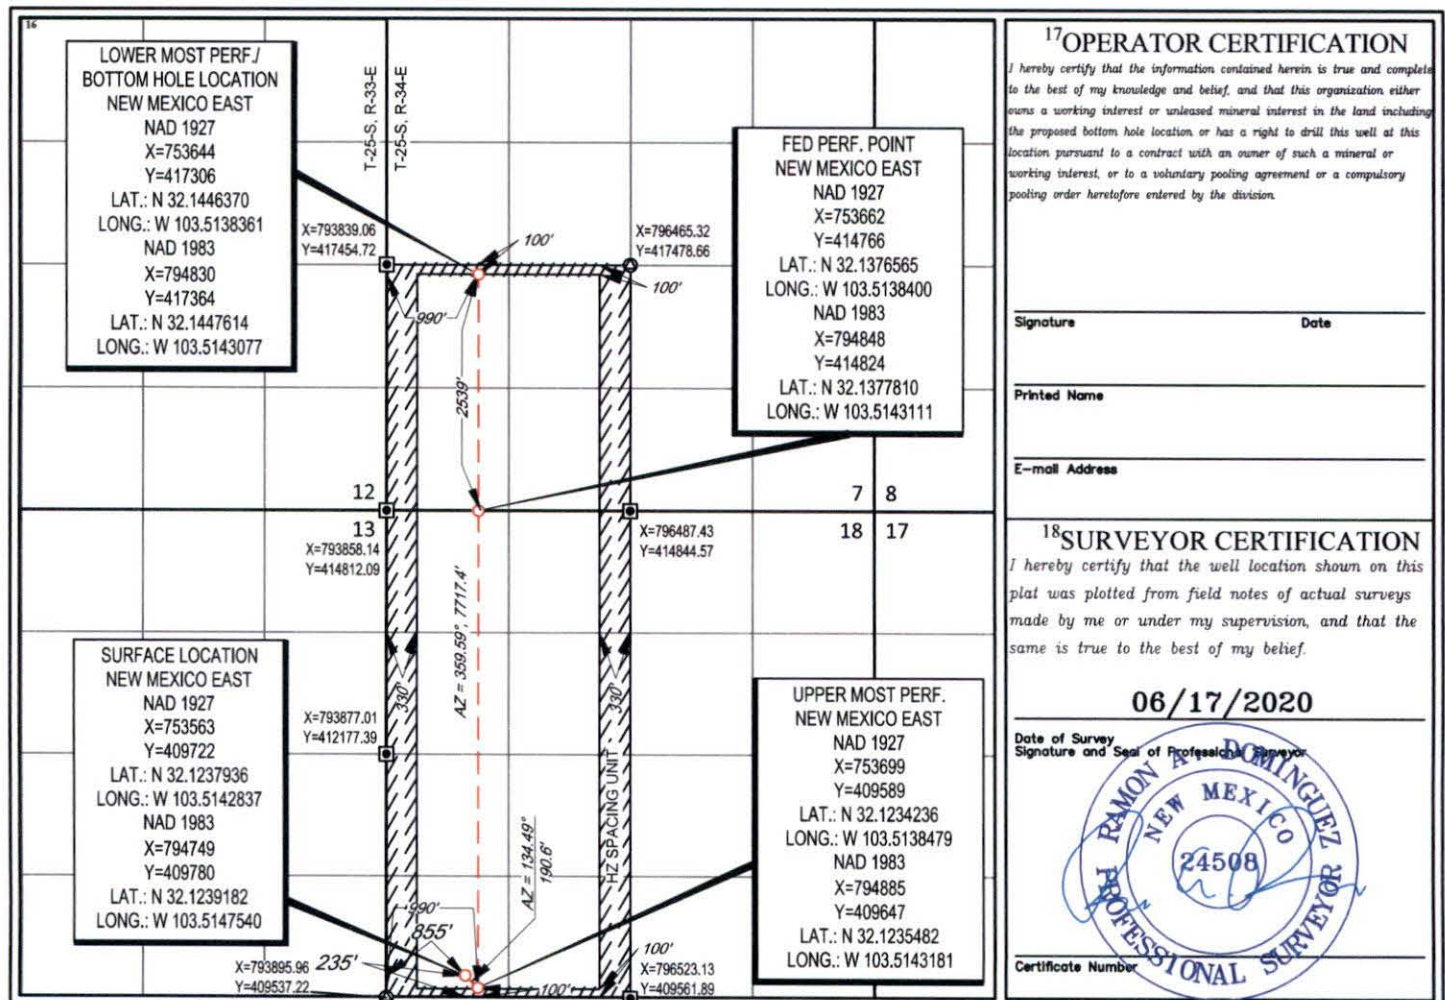 16
LOWER MOST PERF./
BOTTOM HOLE LOCATION
NEW MEXICO EAST
NAD 1927
X=753644
Y=417306
LAT.: N 32.1446370
LONG.: W 103.5138361
NAD 1983
X=794830
Y=417364
LAT.: N 32.1447614
LONG.: W 103.5143077
T-25-S, R-33-E
T-25-S, R-34-E
X=793839.06
Y=417454.72
100'
X=796465.32
Y=417478.66
100'
990'
2539'
FED PERF. POINT
NEW MEXICO EAST
NAD 1927
X=753662
Y=414766
LAT.: N 32.1376565
LONG.: W 103.5138400
NAD 1983
X=794848
Y=414824
LAT.: N 32.1377810
LONG.: W 103.5143111
12
13
7 8
18 17
X=793858.14
Y=414812.09
X=796487.43
Y=414844.57
AZ = 359.59°, 7717.4'
330'
330'
X=793877.01
Y=412177.39
HZ SPACING UNIT
SURFACE LOCATION
NEW MEXICO EAST
NAD 1927
X=753563
Y=409722
LAT.: N 32.1237936
LONG.: W 103.5142837
NAD 1983
X=794749
Y=409780
LAT.: N 32.1239182
LONG.: W 103.5147540
UPPER MOST PERF.
NEW MEXICO EAST
NAD 1927
X=753699
Y=409589
LAT.: N 32.1234236
LONG.: W 103.5138479
NAD 1983
X=794885
Y=409647
LAT.: N 32.1235482
LONG.: W 103.5143181
AZ = 134.49°
190.6'
990'
855'
235'
100'
100'
X=793895.96
Y=409537.22
X=796523.13
Y=409561.89
17OPERATOR CERTIFICATION
I hereby certify that the information contained herein is true and complete
to the best of my knowledge and belief, and that this organization either
owns a working interest or unleased mineral interest in the land including
the proposed bottom hole location or has a right to drill this well at this
location pursuant to a contract with an owner of such a mineral or
working interest, or to a voluntary pooling agreement or a compulsory
pooling order heretofore entered by the division.
Signature Date
Printed Name
E-mail Address
18SURVEYOR CERTIFICATION
I hereby certify that the well location shown on this
plat was plotted from field notes of actual surveys
made by me or under my supervision, and that the
same is true to the best of my belief.
06/17/2020
Date of Survey
Signature and Seal of Professional Surveyor
RAMON A. DOMINGUEZ
NEW MEXICO
24508
PROFESSIONAL SURVEYOR
Certificate Number